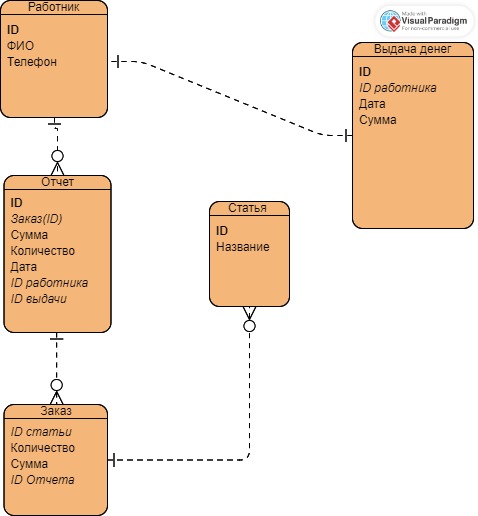 Работник
ID
ФИО
Телефон
Made with
Visual Paradigm
For non-commercial use
Выдача денег
ID
ID работника
Дата
Сумма
Отчет
ID
Заказ(ID)
Сумма
Количество
Дата
ID работника
ID выдачи
Статья
ID
Название
Заказ
ID статьи
Количество
Сумма
ID Отчета